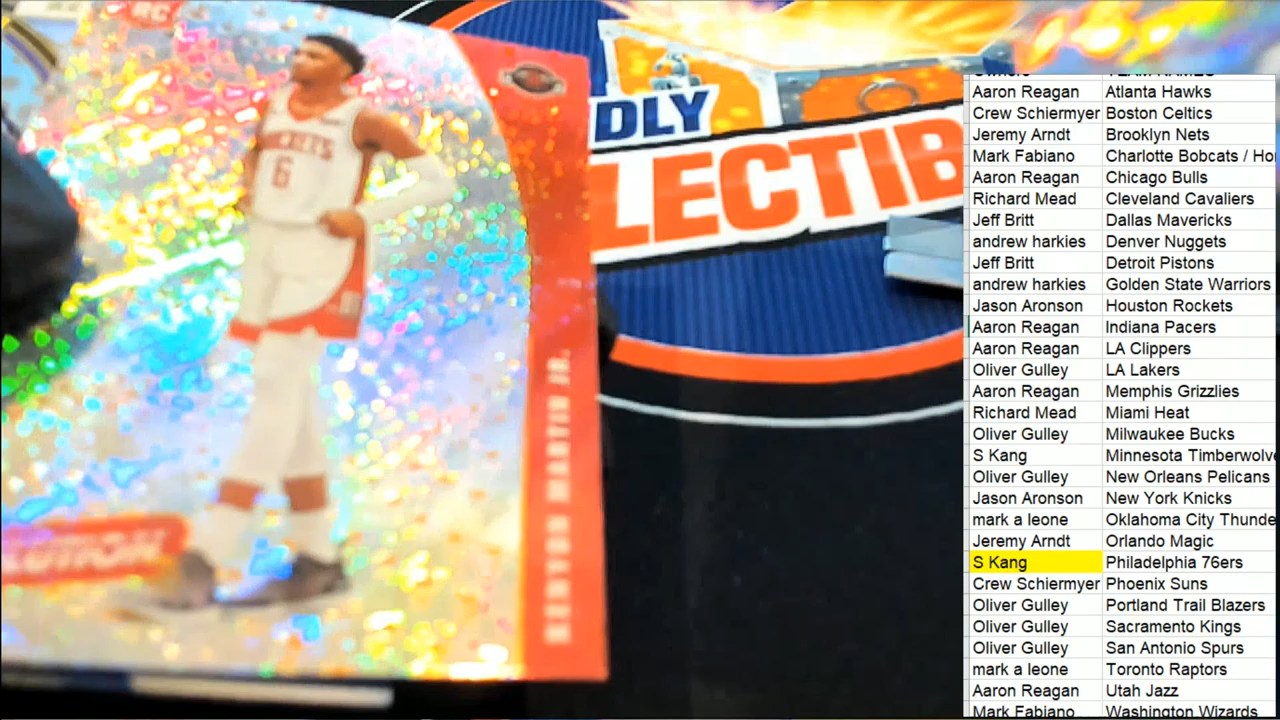 RC
6
KENYON MARTIN JR.
DLY
LECTIB
Owners TEAM NAMES
Aaron Reagan Atlanta Hawks
Crew Schiermyer Boston Celtics
Jeremy Arndt Brooklyn Nets
Mark Fabiano Charlotte Bobcats / Ho
Aaron Reagan Chicago Bulls
Richard Mead Cleveland Cavaliers
Jeff Britt Dallas Mavericks
andrew harkies Denver Nuggets
Jeff Britt Detroit Pistons
andrew harkies Golden State Warriors
Jason Aronson Houston Rockets
Aaron Reagan Indiana Pacers
Aaron Reagan LA Clippers
Oliver Gulley LA Lakers
Aaron Reagan Memphis Grizzlies
Richard Mead Miami Heat
Oliver Gulley Milwaukee Bucks
S Kang Minnesota Timberwolve
Oliver Gulley New Orleans Pelicans
Jason Aronson New York Knicks
mark a leone Oklahoma City Thunde
Jeremy Arndt Orlando Magic
S Kang Philadelphia 76ers
Crew Schiermyer Phoenix Suns
Oliver Gulley Portland Trail Blazers
Oliver Gulley Sacramento Kings
Oliver Gulley San Antonio Spurs
mark a leone Toronto Raptors
Aaron Reagan Utah Jazz
Mark Fabiano Washington Wizards